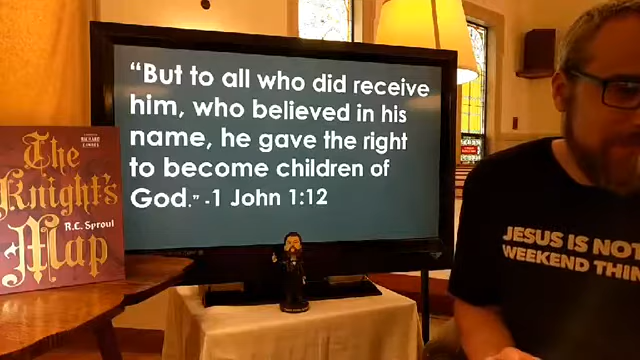 “But to all who did receive
him, who believed in his
name, he gave the right
to become children of
God.” -1 John 1:12
The
Knight's
Map
R.C. Sproul
JESUS IS NOT
WEEKEND THIN